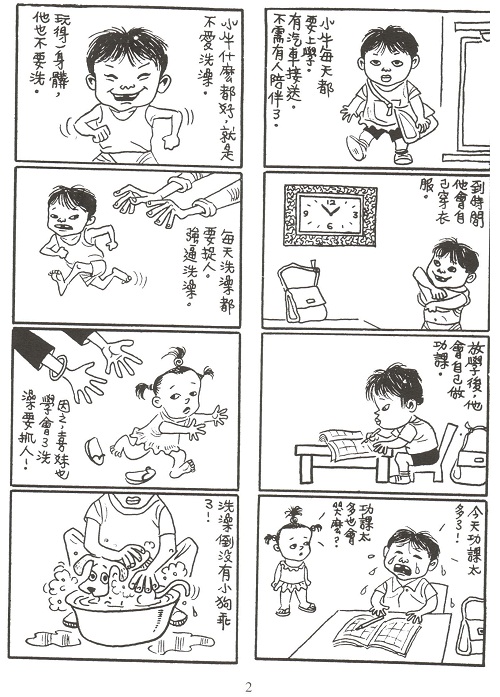 小牛每天都
要上學。
有汽車接送。
不需有人陪伴了。
到時間
他會自
己穿衣
服。
12
3
6
9
放學後,他
會自己做
功課。
今天功課太
多了!
功課太
多也會
哭麼?
小牛什麼都好,就是
不愛洗澡。
玩得一身髒,
他也不要洗。
每天洗澡都
要捉人。
強逼洗澡。
因之喜妹也
學會了洗
澡要抓人!
洗澡倒沒有小狗乖
了!
2